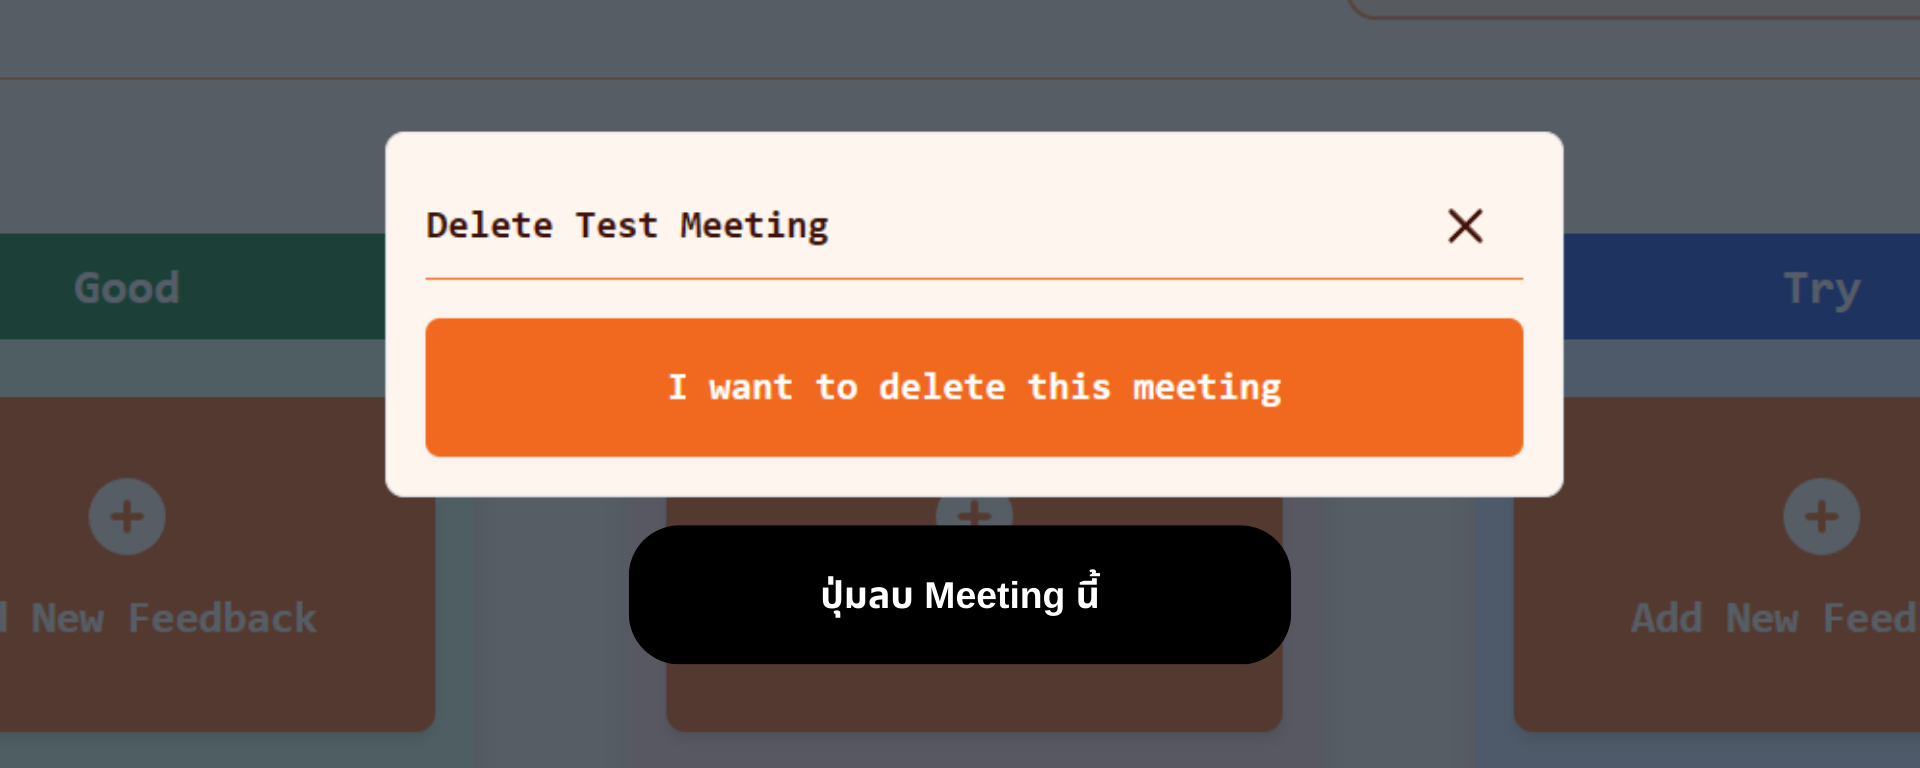 Delete Test Meeting
Good
Try
I want to delete this meeting
New Feedback
Add New Feed
ปุ่มลบ Meeting นี้